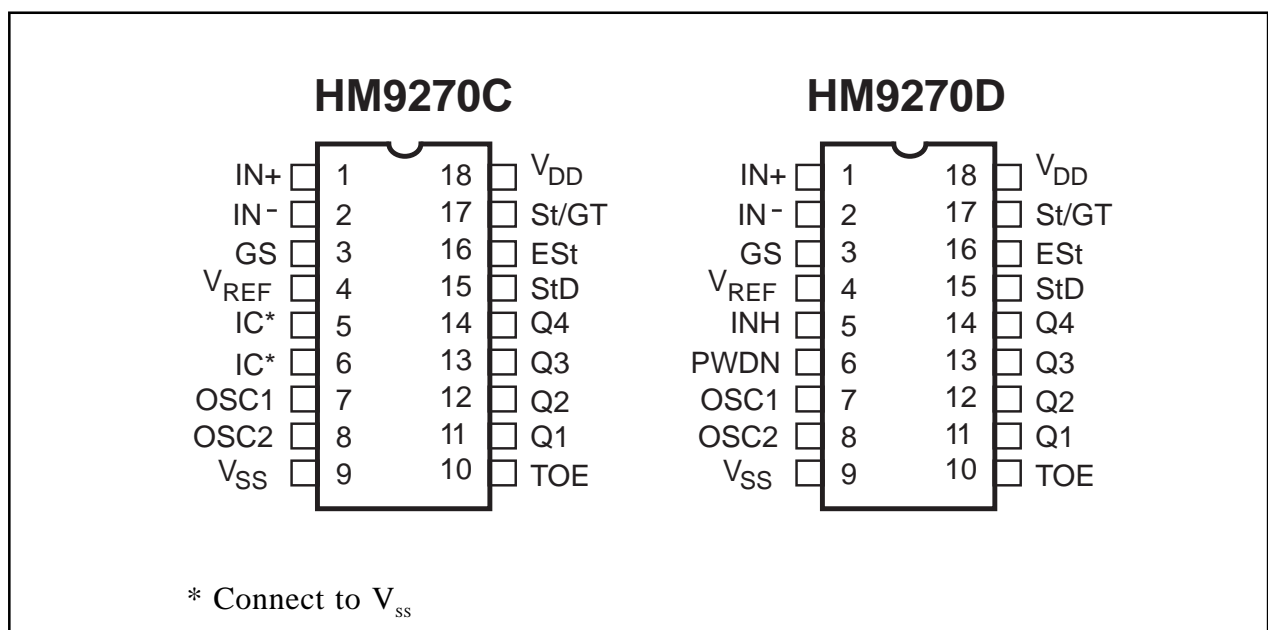 HM9270C HM9270D
IN+ 1 18 VDD IN+ 1 18 VDD
IN- 2 17 St/GT IN- 2 17 St/GT
GS 3 16 ESt GS 3 16 ESt
VREF 4 15 StD VREF 4 15 StD
IC* 5 14 Q4 INH 5 14 Q4
IC* 6 13 Q3 PWDN 6 13 Q3
OSC1 7 12 Q2 OSC1 7 12 Q2
OSC2 8 11 Q1 OSC2 8 11 Q1
VSS 9 10 TOE VSS 9 10 TOE
* Connect to Vss